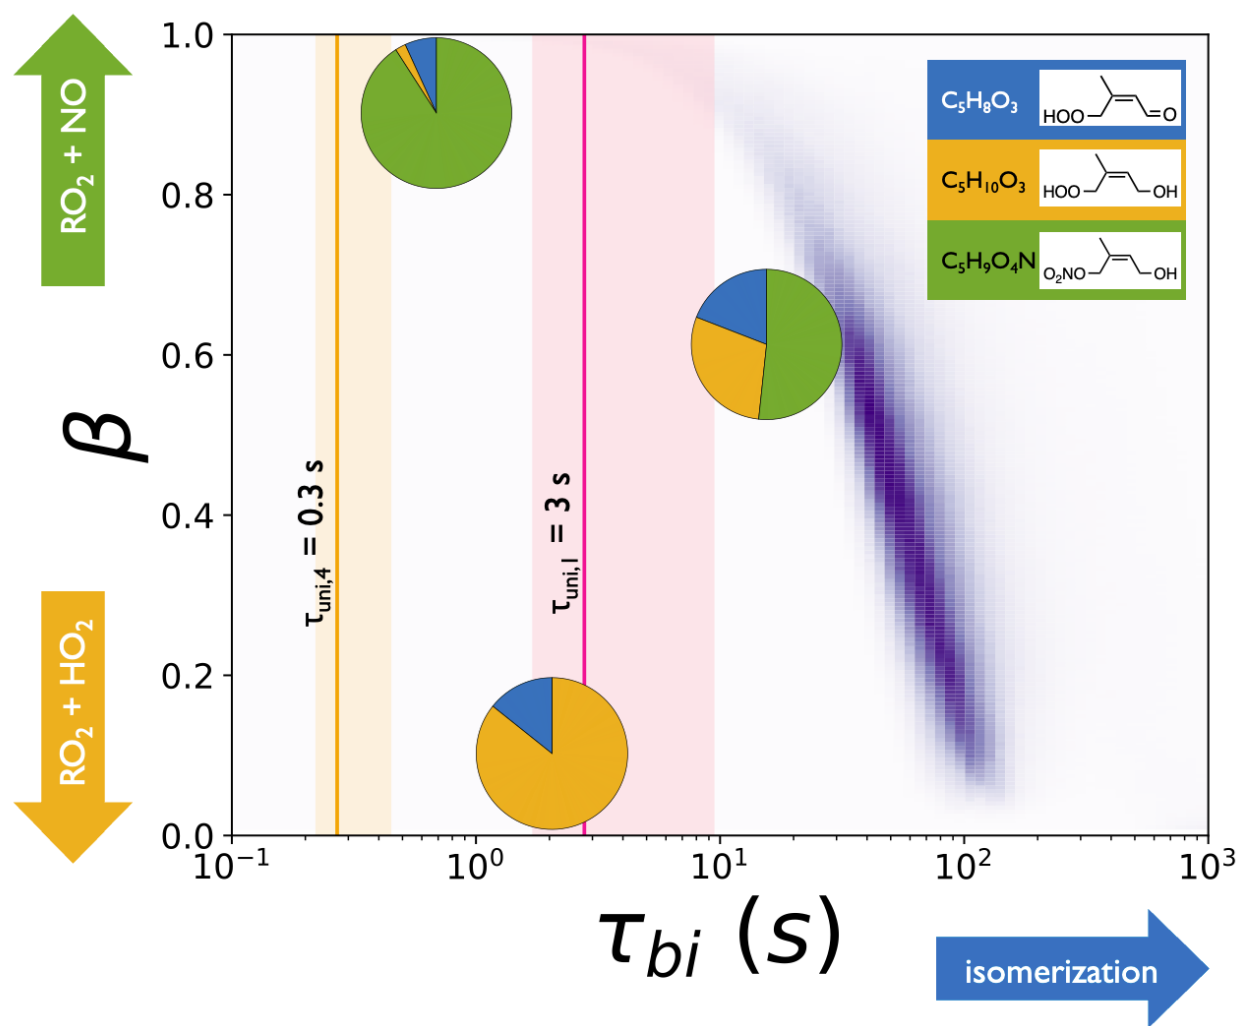 RO₂ + NO
RO₂ + HO₂
β
1.0
0.8
0.6
0.4
0.2
0.0
τuni,4 = 0.3 s
τuni,1 = 3 s
C₅H₈O₃
HOO
O
C₅H₁₀O₃
HOO
OH
C₅H₉O₄N
O₂NO
OH
10⁻¹ 10⁰ 10¹ 10² 10³
τbi (s)
isomerization